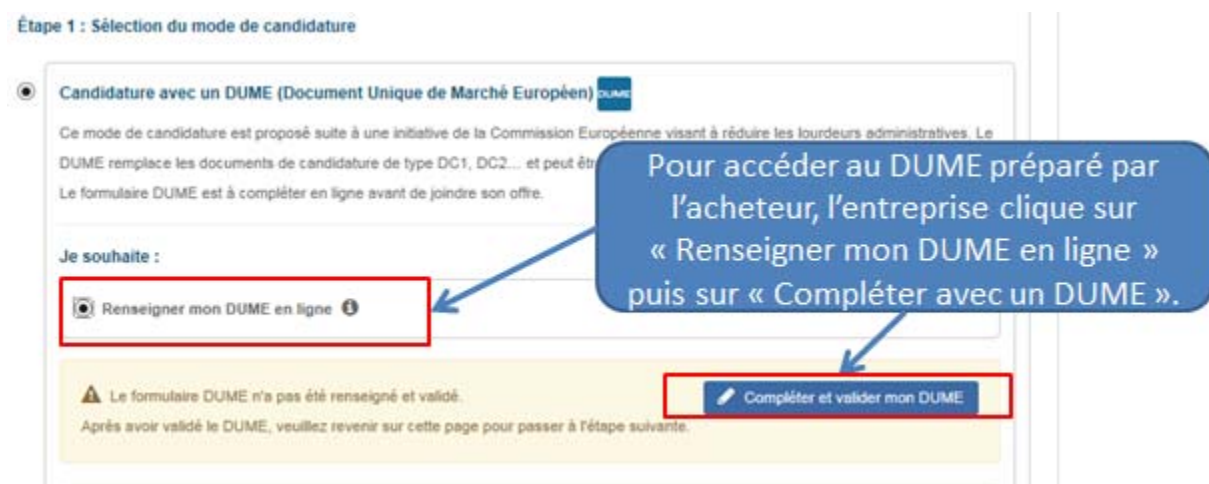 Étape 1 : Sélection du mode de candidature
Candidature avec un DUME (Document Unique de Marché Européen) DUME
Ce mode de candidature est proposé suite à une initiative de la Commission Européenne visant à réduire les lourdeurs administratives. Le
DUME remplace les documents de candidature de type DC1, DC2... et peut êtr
Le formulaire DUME est à compléter en ligne avant de joindre son offre.
Pour accéder au DUME préparé par
l'acheteur, l'entreprise clique sur
« Renseigner mon DUME en ligne »
puis sur « Compléter avec un DUME ».
Je souhaite :
Renseigner mon DUME en ligne
Le formulaire DUME n'a pas été renseigné et validé.
Compléter et valider mon DUME
Après avoir validé le DUME, veuillez revenir sur cette page pour passer à l'étape suivante.